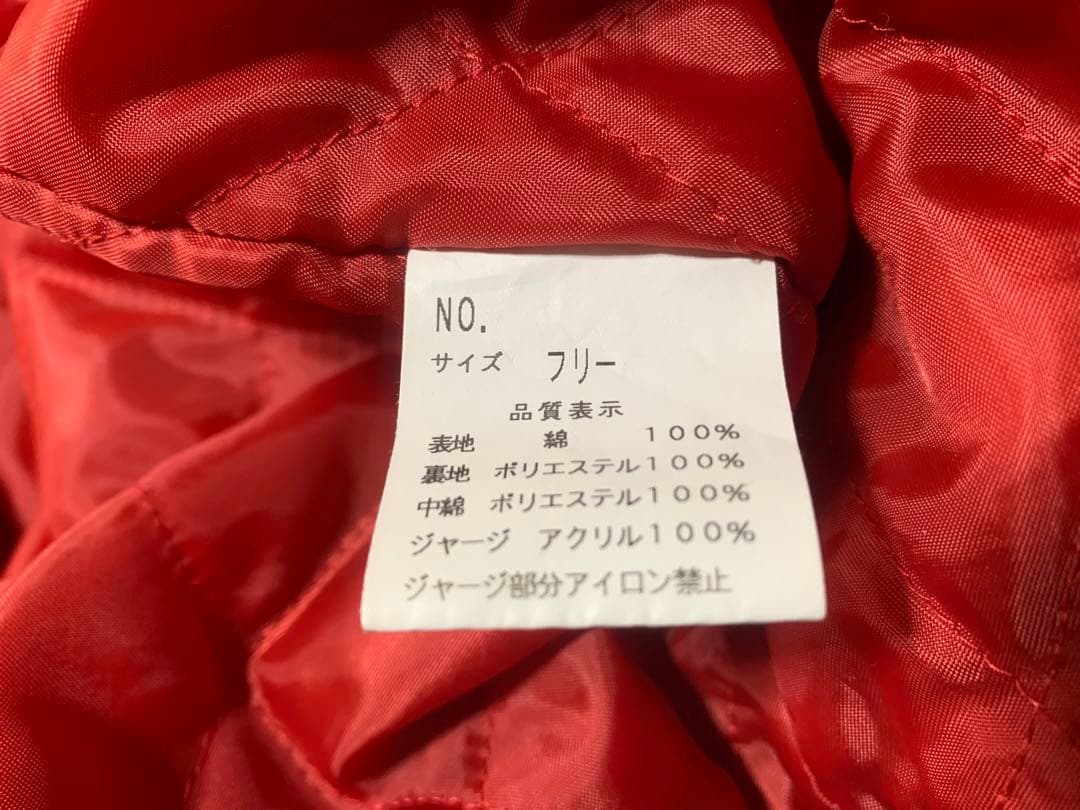 NO.
サイズ フリー
品質表示
表地 綿 100%
裏地 ポリエステル100%
中綿 ポリエステル100%
ジャージ アクリル100%
ジャージ部分アイロン禁止